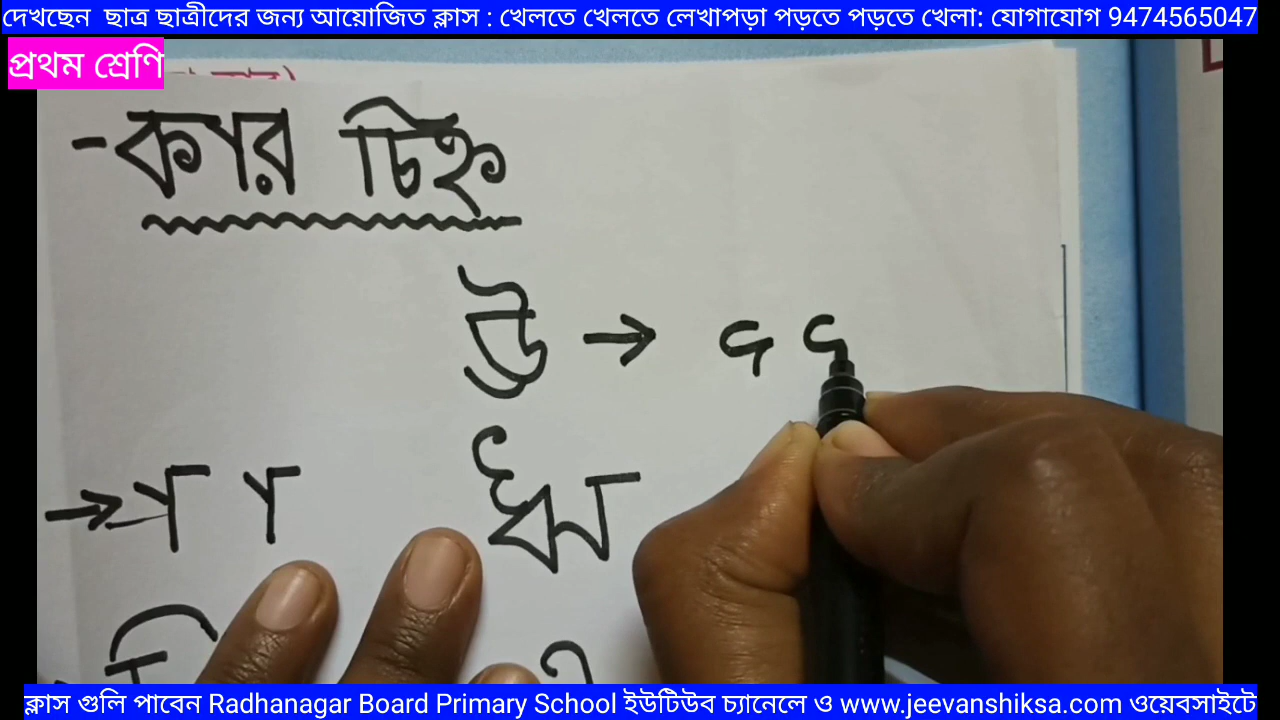 দেখছেন ছাত্র ছাত্রীদের জন্য আয়োজিত ক্লাস : খেলতে খেলতে লেখাপড়া পড়তে পড়তে খেলা: যোগাযোগ 9474565047
প্রথম শ্রেণি
-কার চিহ্ন
উ → ু ু
→ া া
ঋ
ি
ক্লাস গুলি পাবেন Radhanagar Board Primary School ইউটিউব চ্যানেলে ও www.jeevanshiksa.com ওয়েবসাইটে